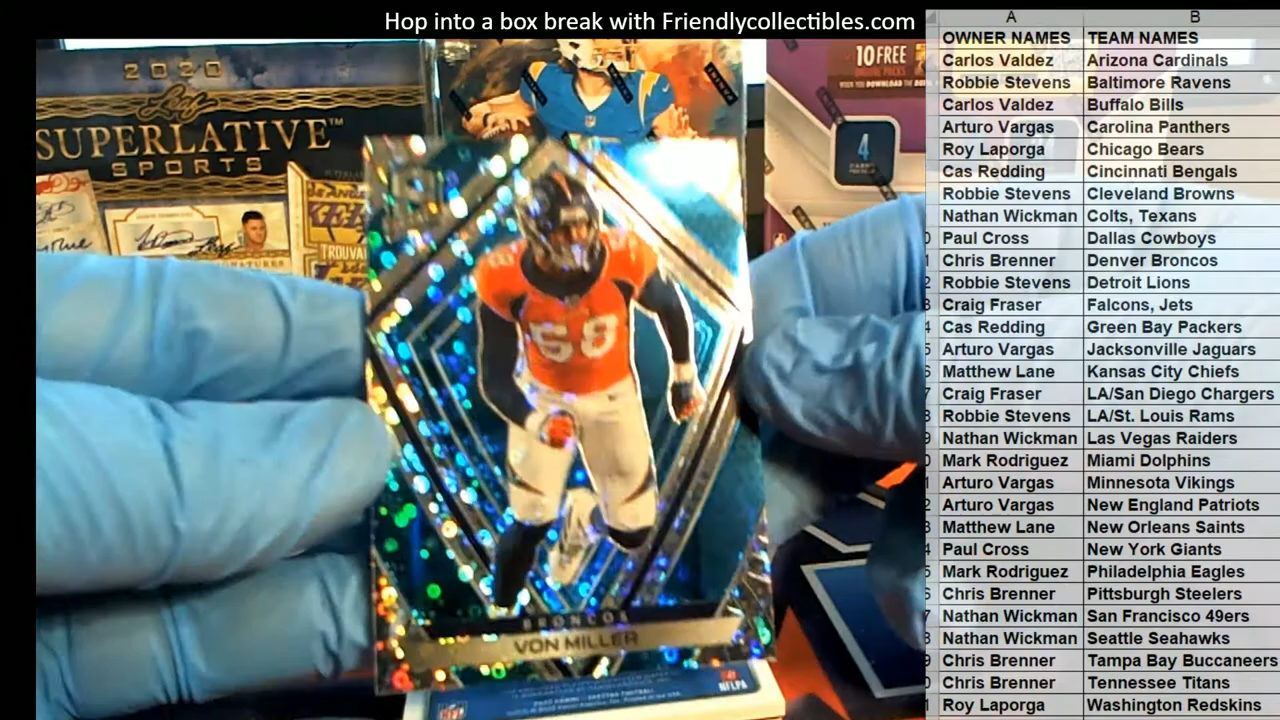 Hop into a box break with Friendlycollectibles.com
2020
Leaf
SUPERLATIVE™
SPORTS
10 FREE
4
58
BRONCOS
VON MILLER
NFL
NFLPA
A B
OWNER NAMES TEAM NAMES
Carlos Valdez Arizona Cardinals
Robbie Stevens Baltimore Ravens
Carlos Valdez Buffalo Bills
Arturo Vargas Carolina Panthers
Roy Laporga Chicago Bears
Cas Redding Cincinnati Bengals
Robbie Stevens Cleveland Browns
Nathan Wickman Colts, Texans
Paul Cross Dallas Cowboys
Chris Brenner Denver Broncos
Robbie Stevens Detroit Lions
Craig Fraser Falcons, Jets
Cas Redding Green Bay Packers
Arturo Vargas Jacksonville Jaguars
Matthew Lane Kansas City Chiefs
Craig Fraser LA/San Diego Chargers
Robbie Stevens LA/St. Louis Rams
Nathan Wickman Las Vegas Raiders
Mark Rodriguez Miami Dolphins
Arturo Vargas Minnesota Vikings
Arturo Vargas New England Patriots
Matthew Lane New Orleans Saints
Paul Cross New York Giants
Mark Rodriguez Philadelphia Eagles
Chris Brenner Pittsburgh Steelers
Nathan Wickman San Francisco 49ers
Nathan Wickman Seattle Seahawks
Chris Brenner Tampa Bay Buccaneers
Chris Brenner Tennessee Titans
Roy Laporga Washington Redskins